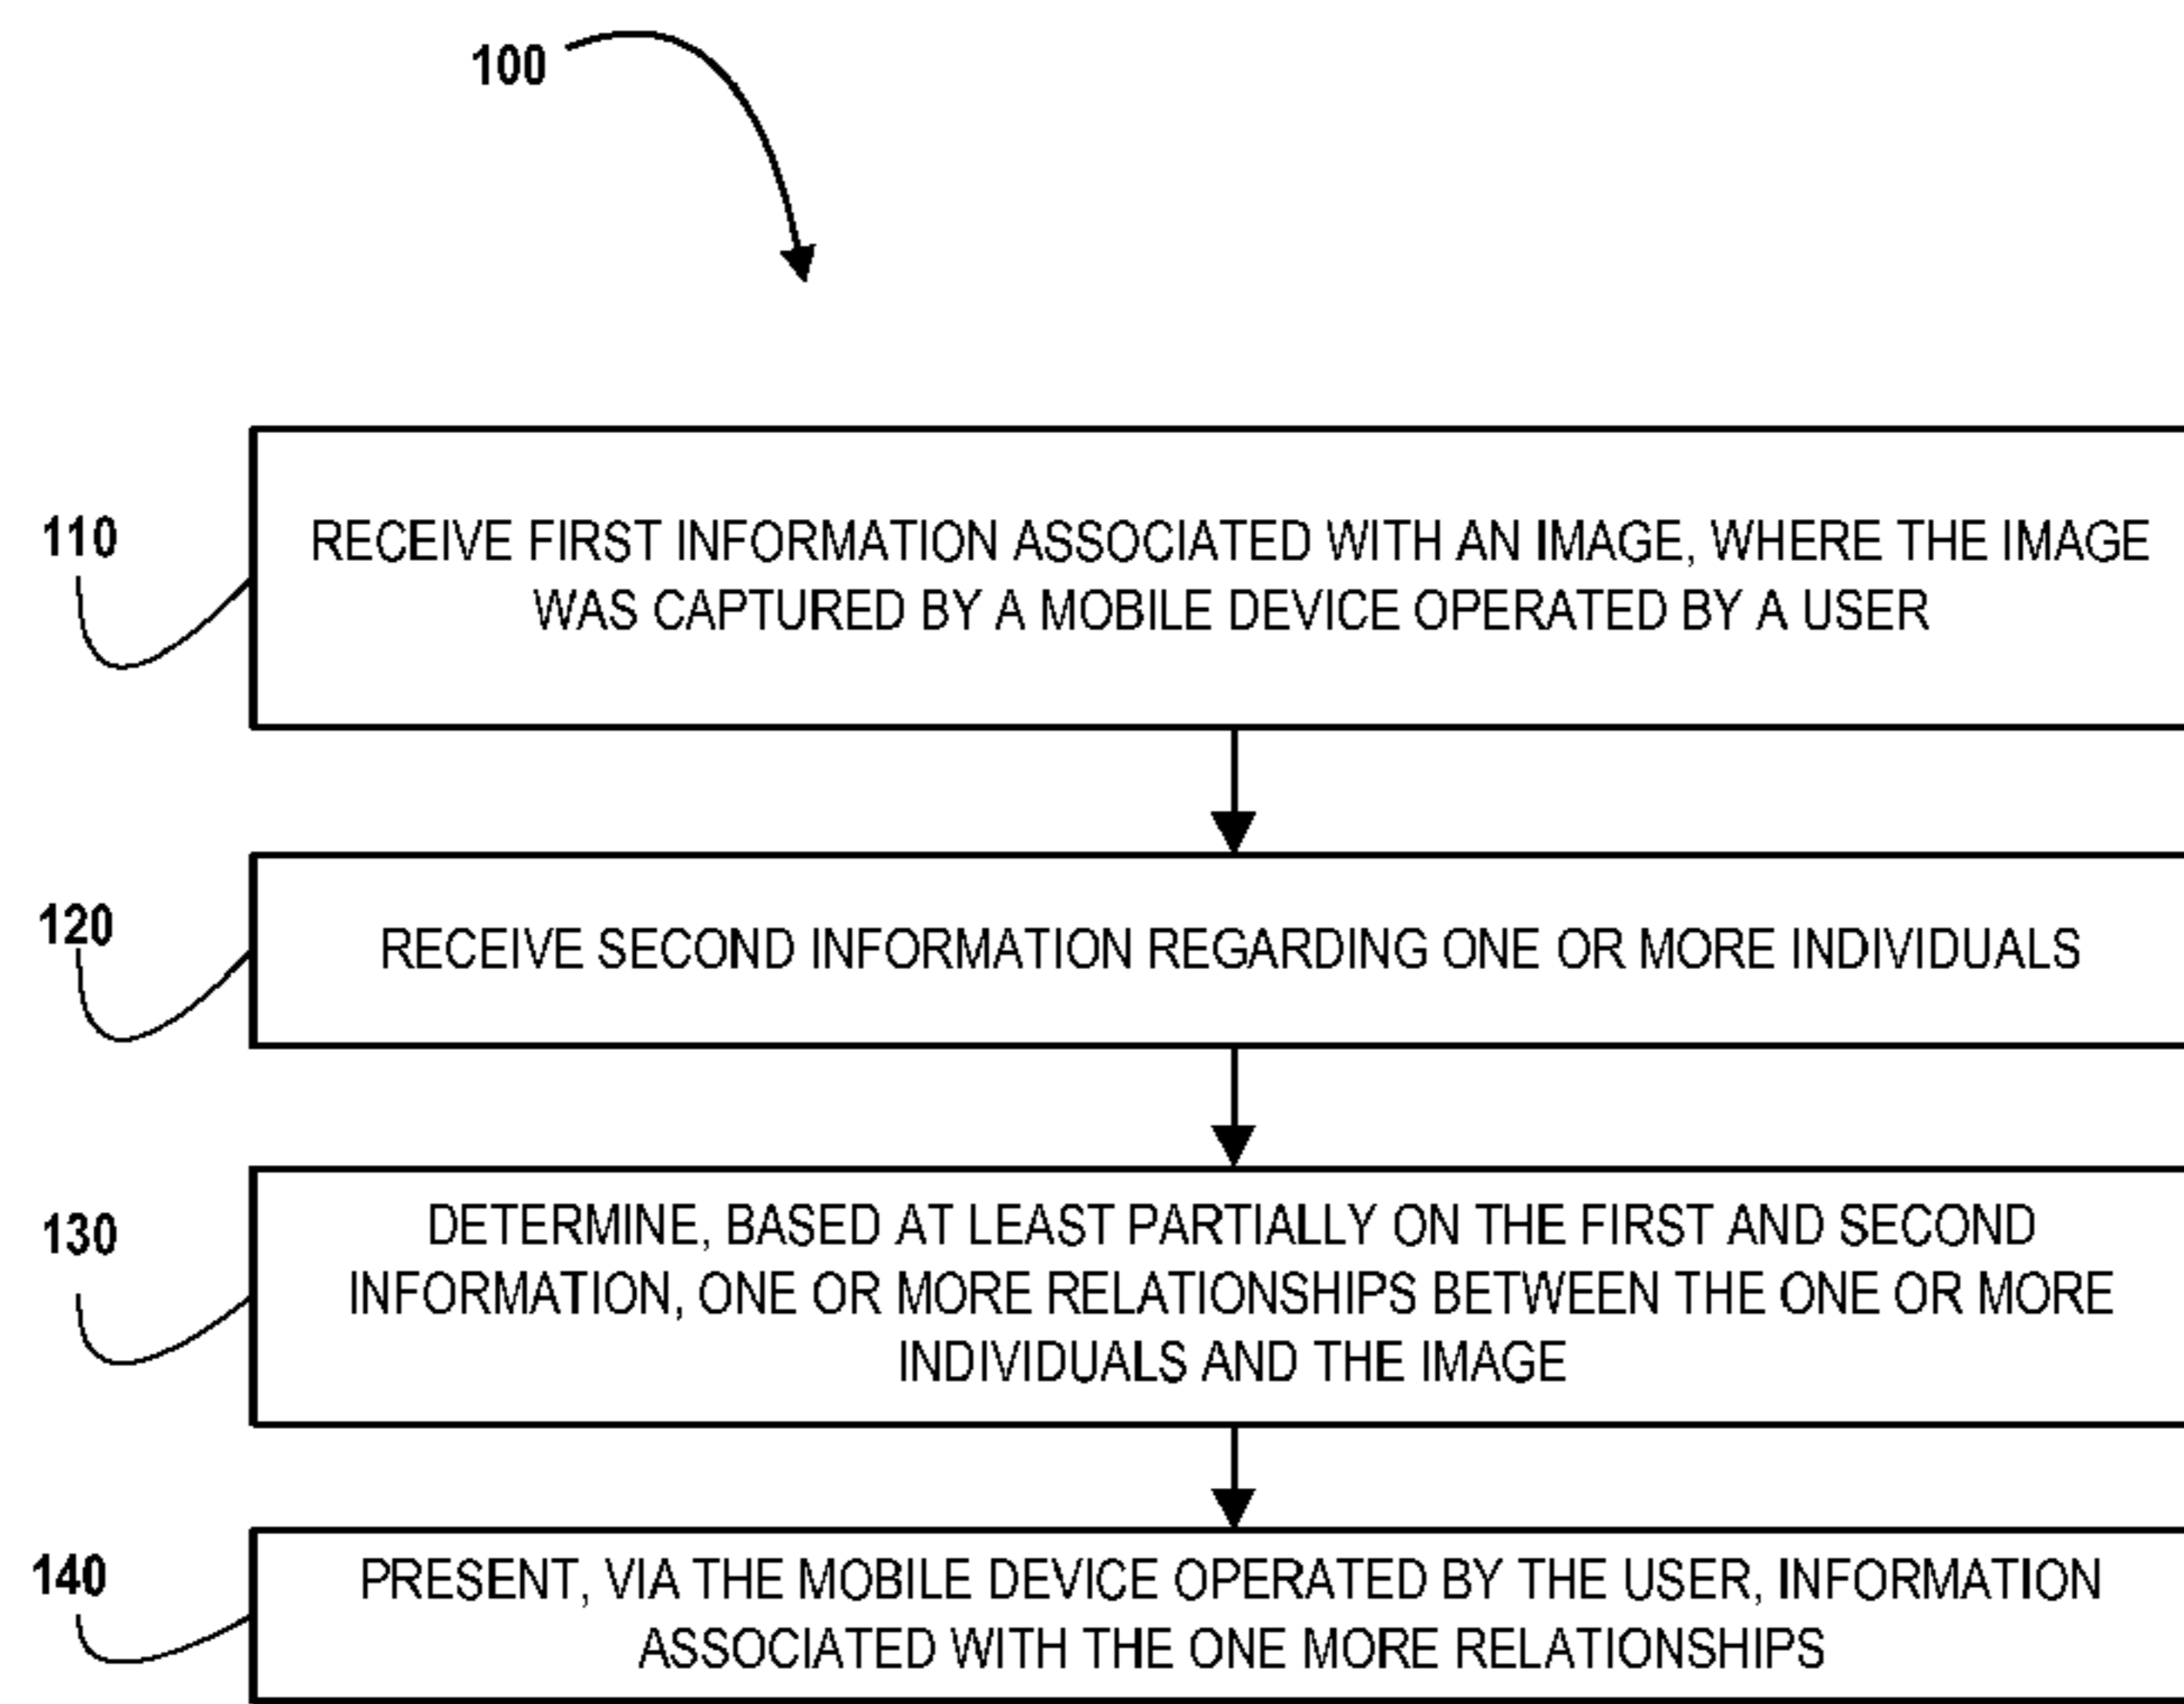 100
110
RECEIVE FIRST INFORMATION ASSOCIATED WITH AN IMAGE, WHERE THE IMAGE
WAS CAPTURED BY A MOBILE DEVICE OPERATED BY A USER
120
RECEIVE SECOND INFORMATION REGARDING ONE OR MORE INDIVIDUALS
130
DETERMINE, BASED AT LEAST PARTIALLY ON THE FIRST AND SECOND
INFORMATION, ONE OR MORE RELATIONSHIPS BETWEEN THE ONE OR MORE
INDIVIDUALS AND THE IMAGE
140
PRESENT, VIA THE MOBILE DEVICE OPERATED BY THE USER, INFORMATION
ASSOCIATED WITH THE ONE MORE RELATIONSHIPS